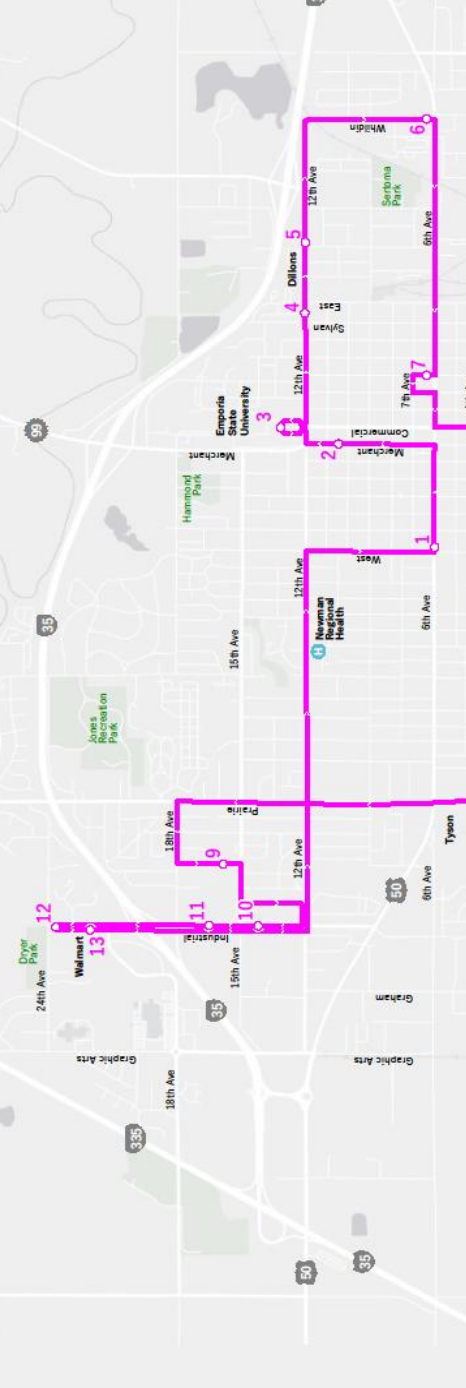 Whildin
6
12th Ave
Sertoma
Park
6th Ave
5
Dillons
4
East
Sylvan
12th Ave
7
7th Ave
Emporia
State
University
3
99
Commercial
Merchant
Merchant
2
Hammond
Park
1
West
12th Ave
6th Ave
Newman
Regional
Health
H
15th Ave
35
Jones
Recreation
Park
Prairie
18th Ave
9
12th Ave
Tyson
50
6th Ave
12
11
10
13
Industrial
Dryer
Park
Walmart
24th Ave
15th Ave
Graham
35
Graphic Arts
Graphic Arts
18th Ave
335
50
35